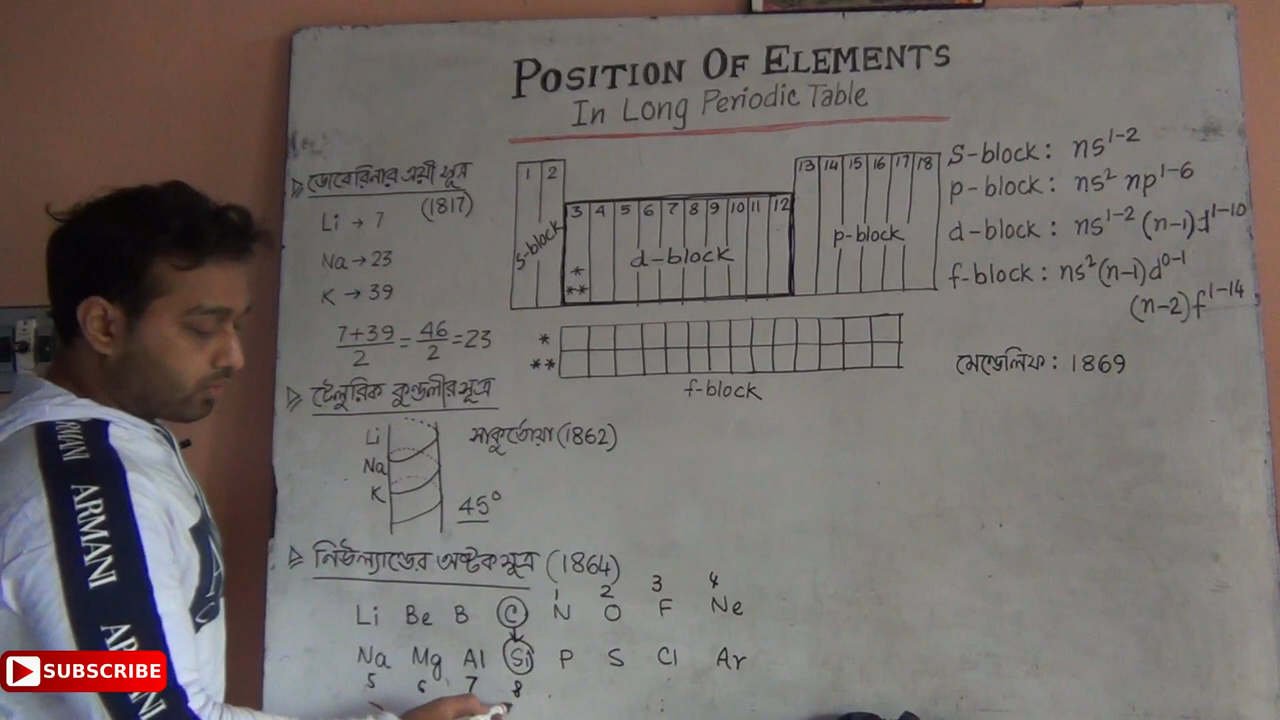 POSITION OF ELEMENTS
In Long Periodic Table
ডোবেরিনার ত্রয়ী সূত্র
(1817)
Li → 7
Na → 23
K → 39
7+39/2 = 46/2 = 23
টেলুরিক কুণ্ডলীর সূত্র
Li
Na
K
সাঁকুর্তোয়া (1862)
45°
নিউল্যান্ডের অষ্টক সূত্র (1864)
1 2 3 4
Li Be B C N O F Ne
Na Mg Al Si P S Cl Ar
5 6 7 8
1 2
3 4 5 6 7 8 9 10 11 12
13 14 15 16 17 18
s-block
d-block
p-block
*
**
*
**
f-block
S-block : ns¹⁻²
p-block : ns² np¹⁻⁶
d-block : ns¹⁻² (n-1)d¹⁻¹⁰
f-block : ns² (n-1)d⁰⁻¹
(n-2)f¹⁻¹⁴
মেন্ডেলিফ : 1869
ARMANI
ARMANI
ARMANI
SUBSCRIBE